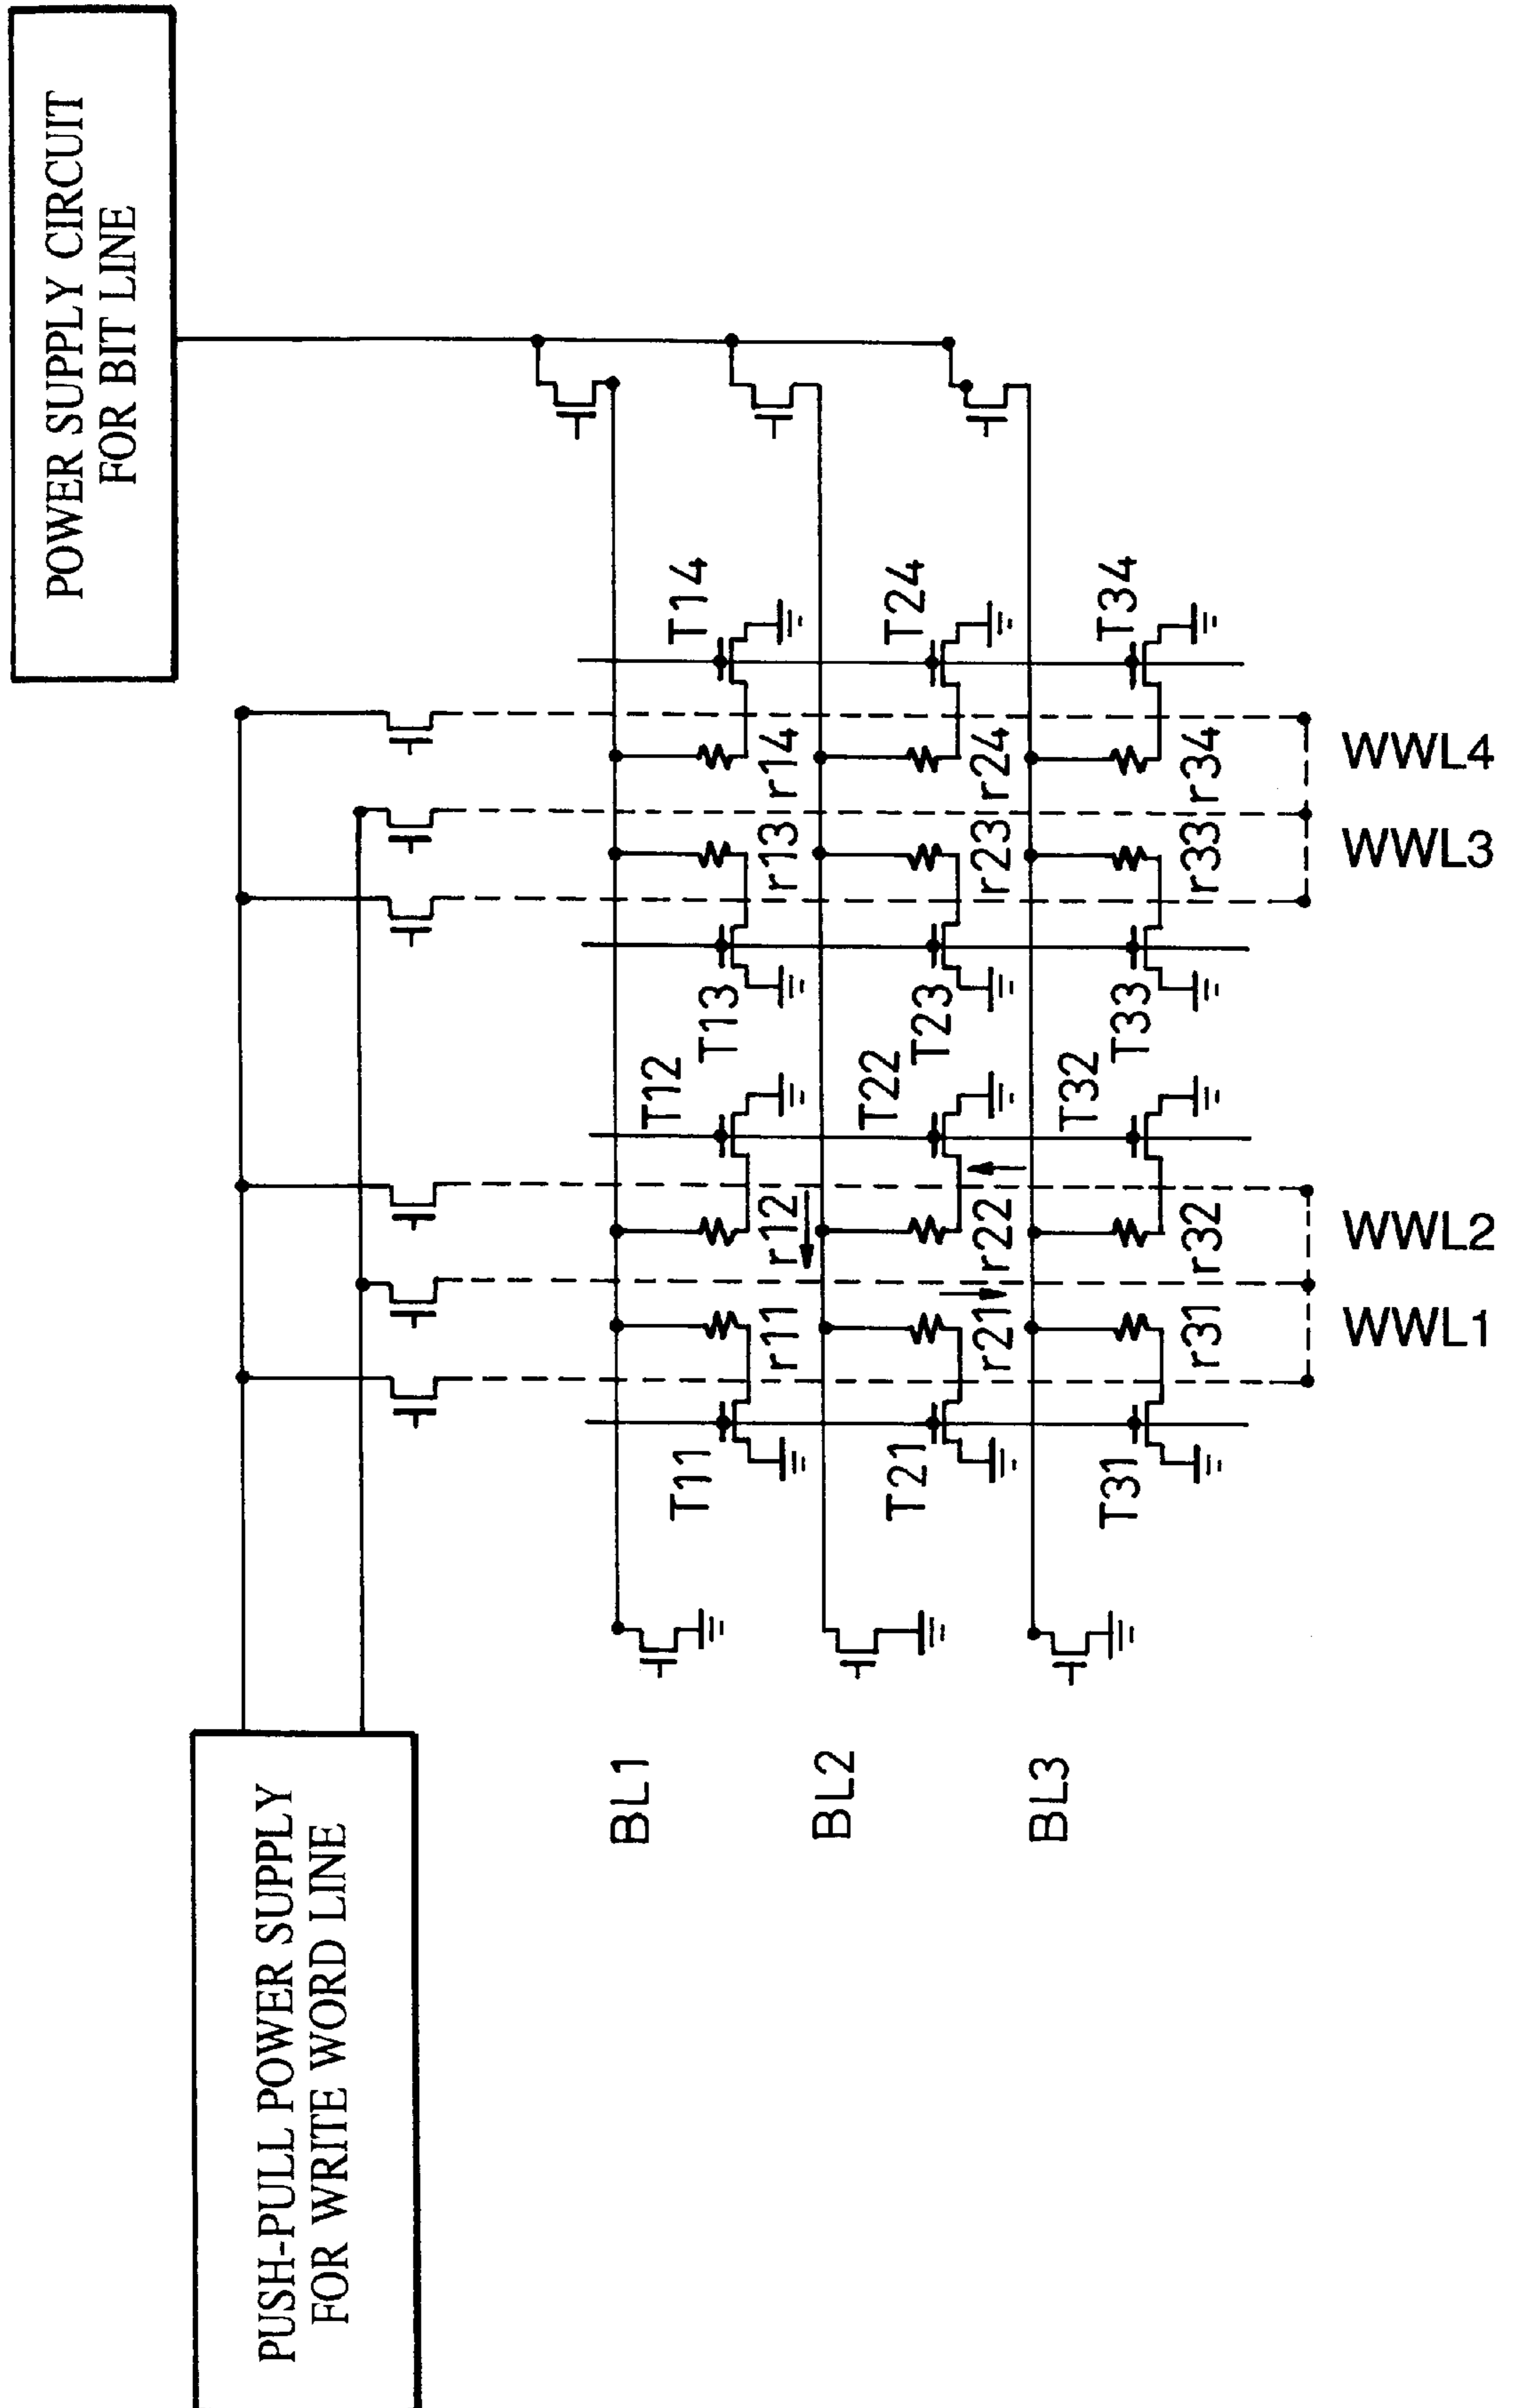 POWER SUPPLY CIRCUIT
FOR BIT LINE
PUSH-PULL POWER SUPPLY
FOR WRITE WORD LINE
BL1
BL2
BL3
T11
r11
r12
T12
T13
r13
r14
T14
T21
r21
r22
T22
T23
r23
r24
T24
T31
r31
r32
T32
T33
r33
r34
T34
WWL1
WWL2
WWL3
WWL4